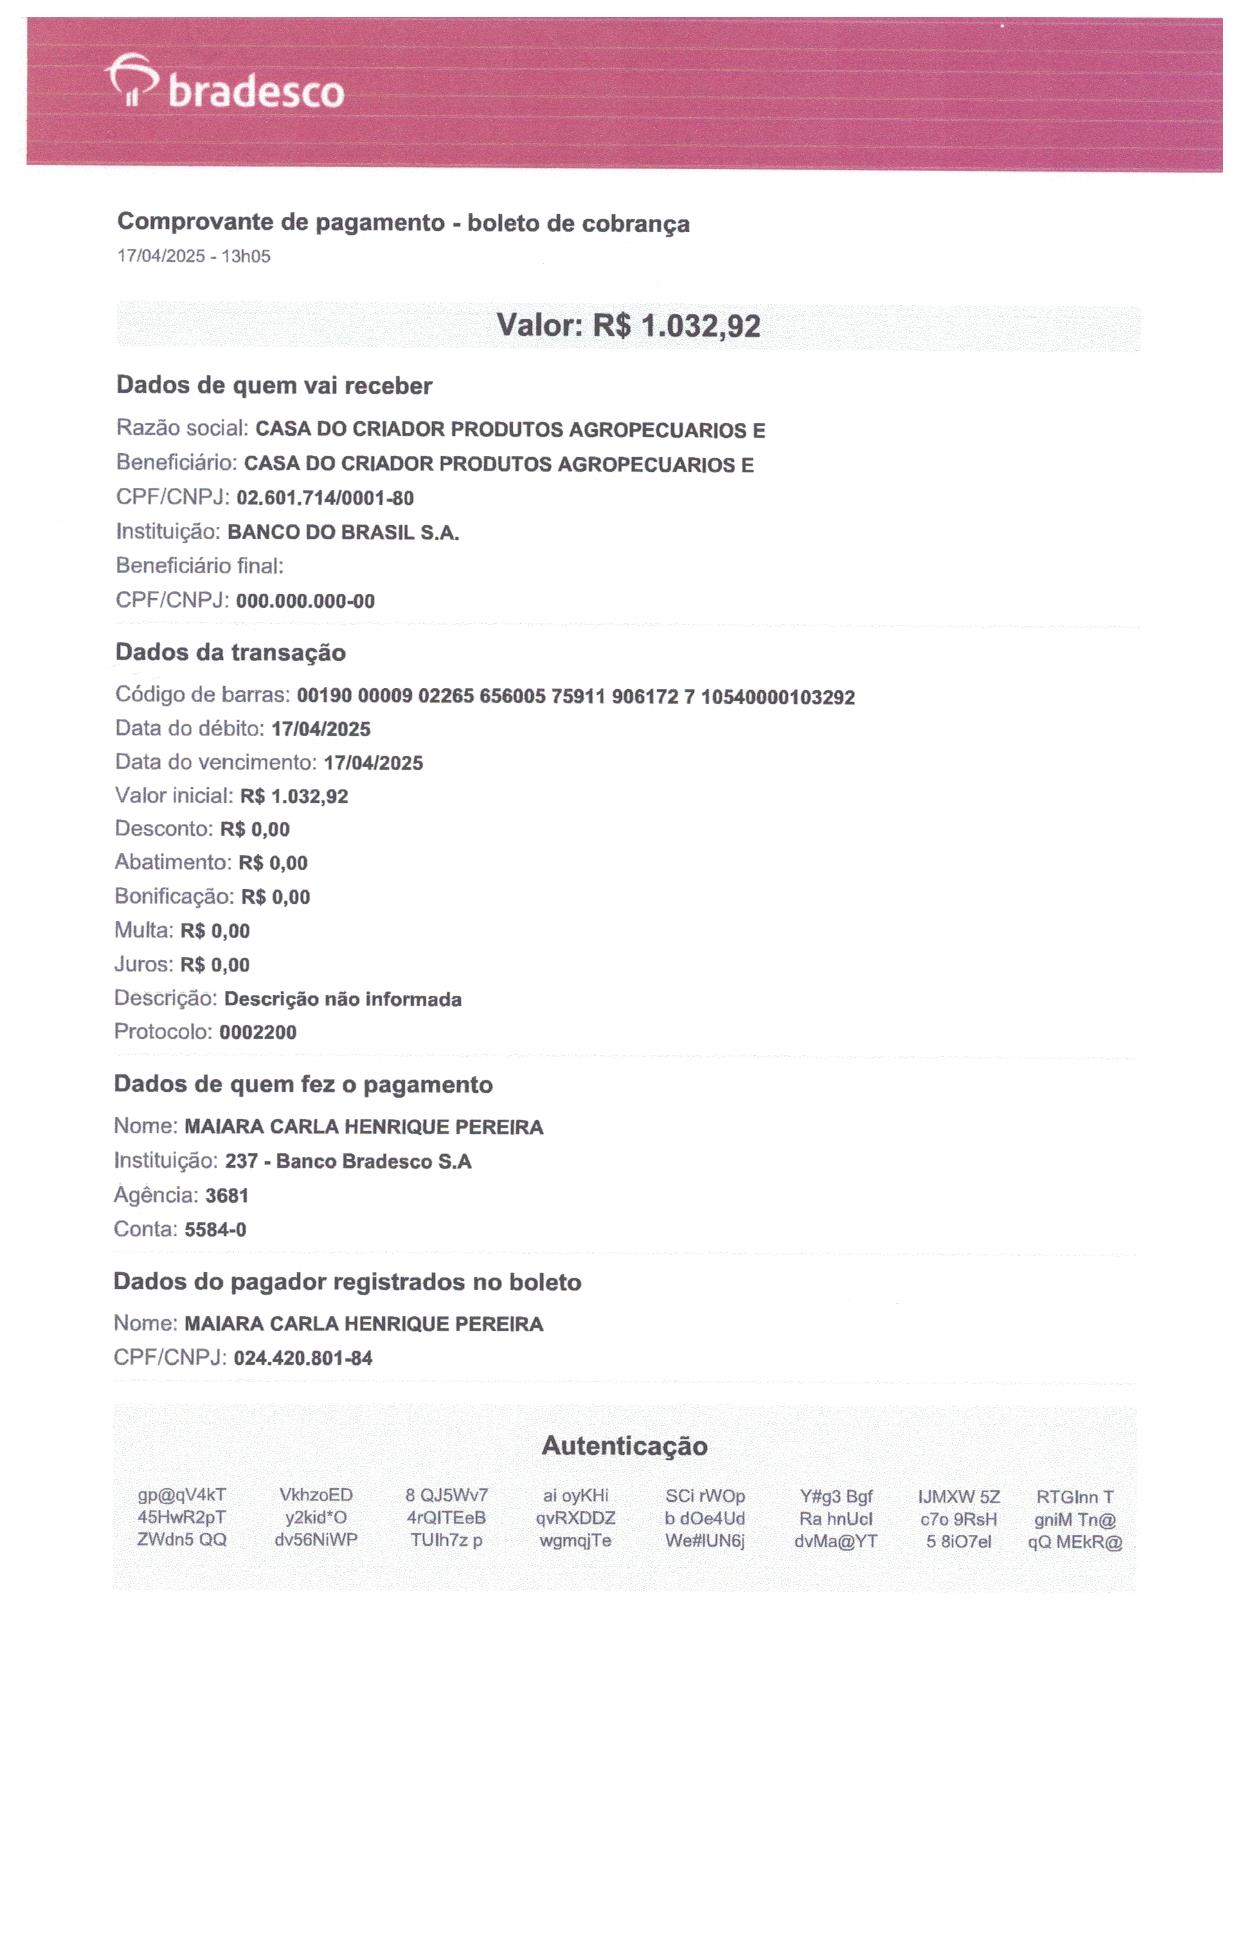 bradesco
Comprovante de pagamento - boleto de cobrança
17/04/2025 - 13h05
Valor: R$ 1.032,92
Dados de quem vai receber
Razão social: CASA DO CRIADOR PRODUTOS AGROPECUARIOS E
Beneficiário: CASA DO CRIADOR PRODUTOS AGROPECUARIOS E
CPF/CNPJ: 02.601.714/0001-80
Instituição: BANCO DO BRASIL S.A.
Beneficiário final:
CPF/CNPJ: 000.000.000-00
Dados da transação
Código de barras: 00190 00009 02265 656005 75911 906172 7 10540000103292
Data do débito: 17/04/2025
Data do vencimento: 17/04/2025
Valor inicial: R$ 1.032,92
Desconto: R$ 0,00
Abatimento: R$ 0,00
Bonificação: R$ 0,00
Multa: R$ 0,00
Juros: R$ 0,00
Descrição: Descrição não informada
Protocolo: 0002200
Dados de quem fez o pagamento
Nome: MAIARA CARLA HENRIQUE PEREIRA
Instituição: 237 - Banco Bradesco S.A
Agência: 3681
Conta: 5584-0
Dados do pagador registrados no boleto
Nome: MAIARA CARLA HENRIQUE PEREIRA
CPF/CNPJ: 024.420.801-84
Autenticação
gp@qV4kT VkhzoED 8 QJ5Wv7 ai oyKHi SCi rWOp Y#g3 Bgf IJMXW 5Z RTGInn T
45HwR2pT y2kid*O 4rQITEeB qvRXDDZ b dOe4Ud Ra hnUcI c7o 9RsH gniM Tn@
ZWdn5 QQ dv56NiWP TUIh7z p wgmqjTe We#IUN6j dvMa@YT 5 8iO7eI qQ MEkR@